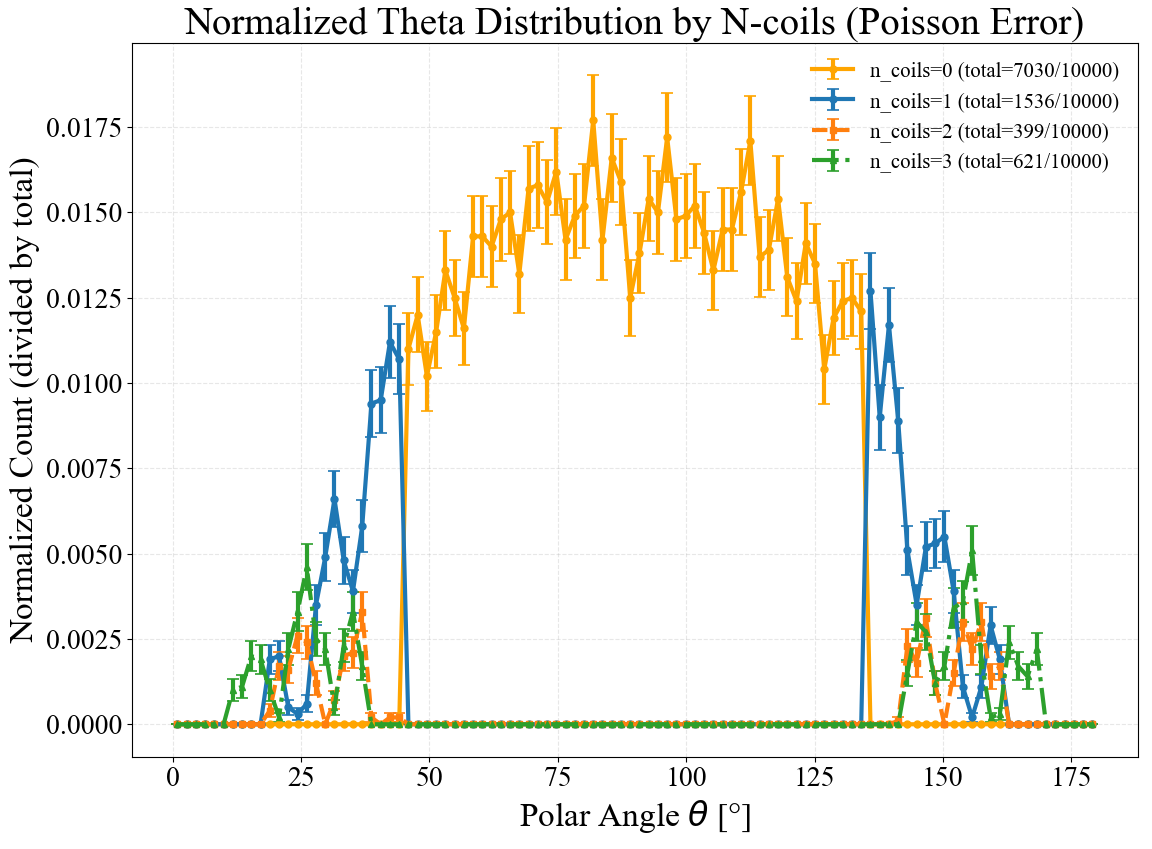 Normalized Theta Distribution by N-coils (Poisson Error)
n_coils=0 (total=7030/10000)
n_coils=1 (total=1536/10000)
n_coils=2 (total=399/10000)
n_coils=3 (total=621/10000)
Normalized Count (divided by total)
0.0175
0.0150
0.0125
0.0100
0.0075
0.0050
0.0025
0.0000
0 25 50 75 100 125 150 175
Polar Angle θ [°]